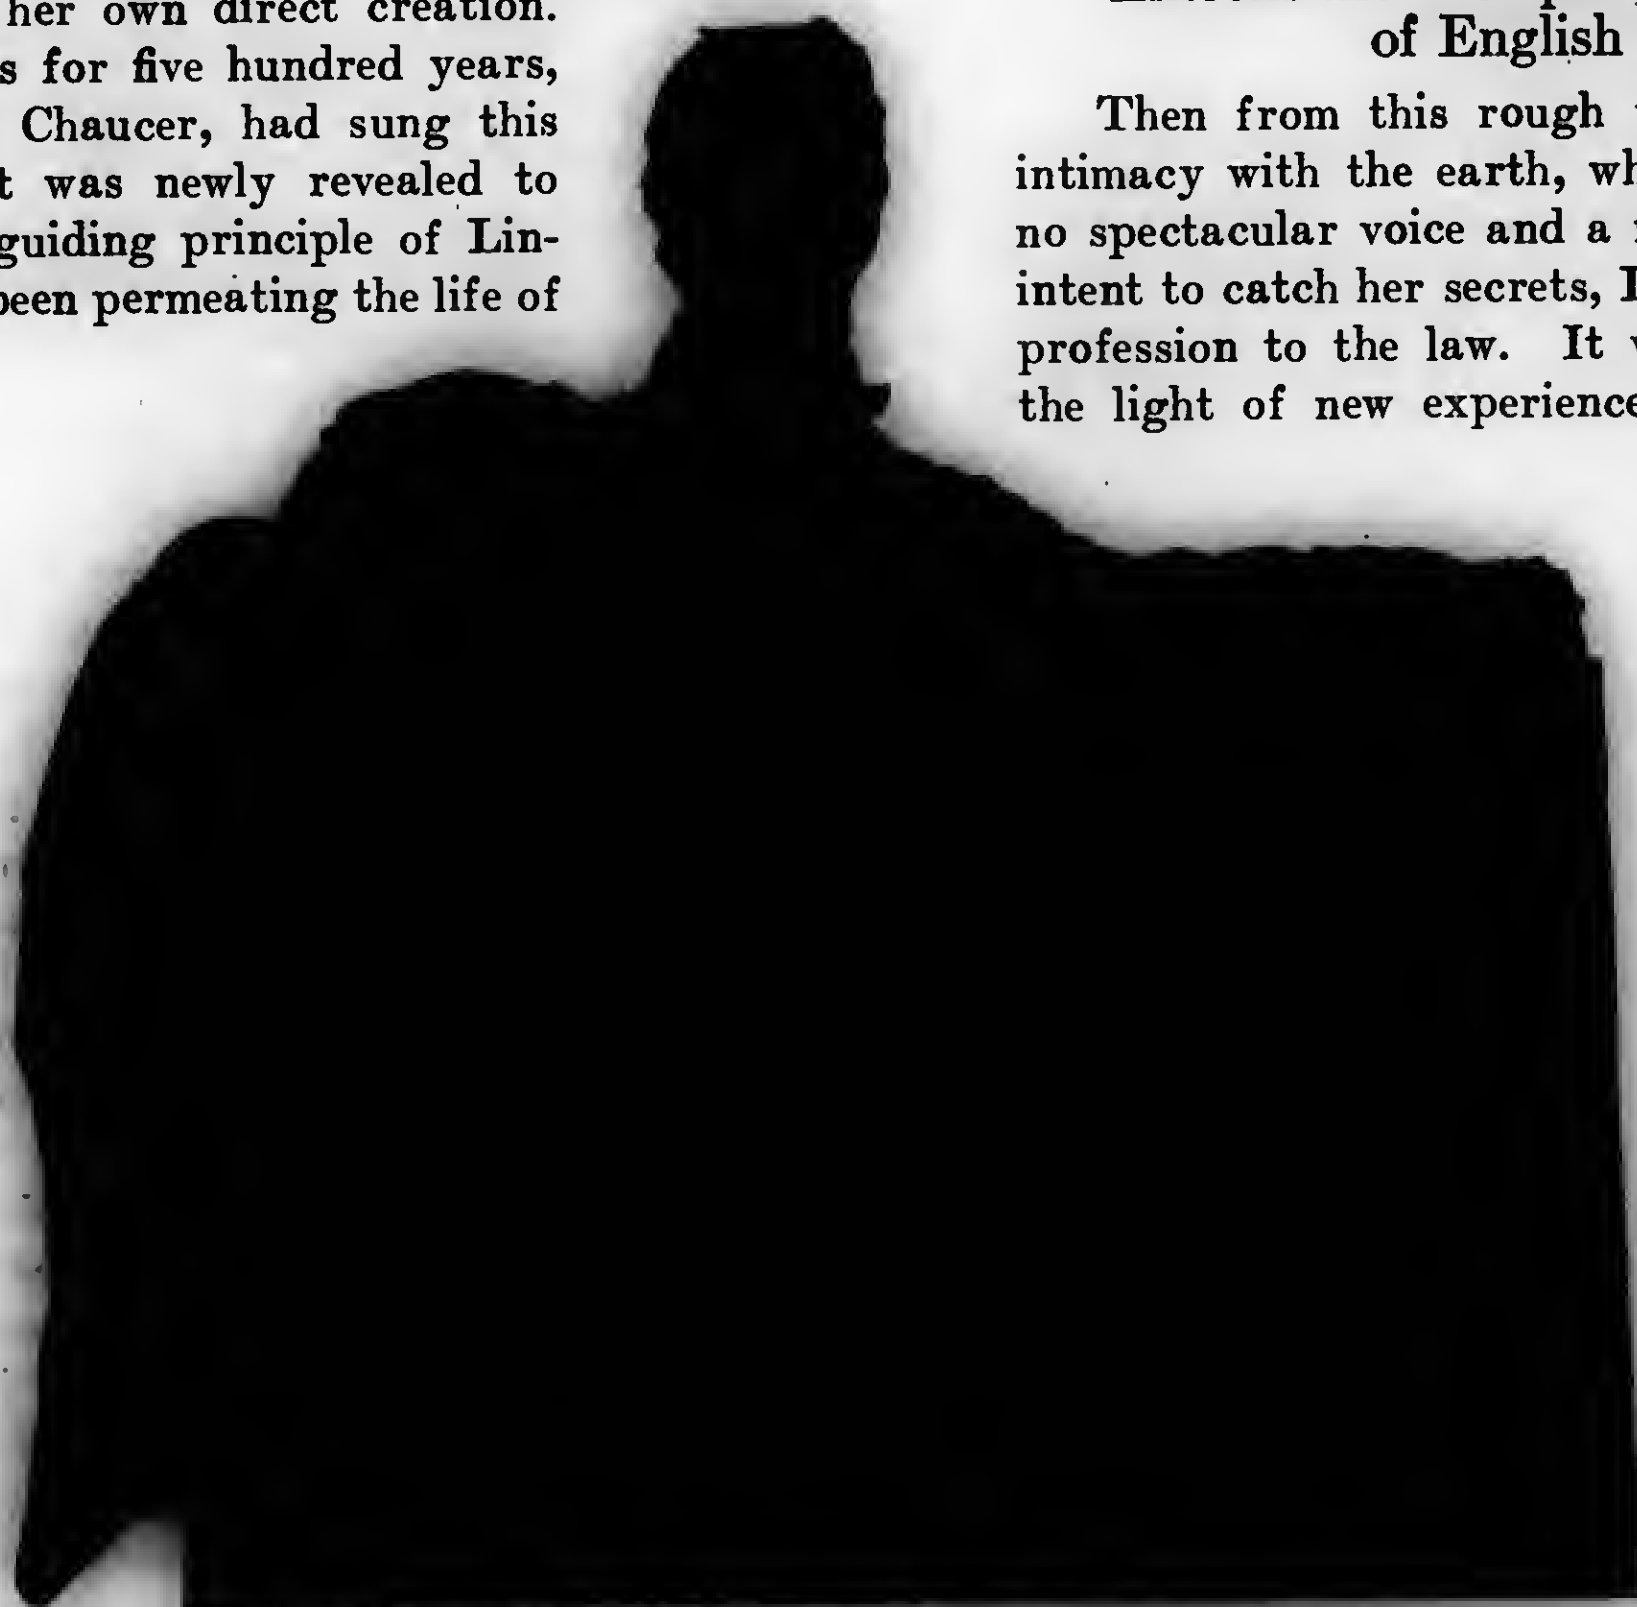 her own direct creation.
s for five hundred years,
Chaucer, had sung this
t was newly revealed to
guiding principle of Lin-
been permeating the life of
of English
Then from this rough
intimacy with the earth, wh
no spectacular voice and a
intent to catch her secrets, I
profession to the law. It
the light of new experience